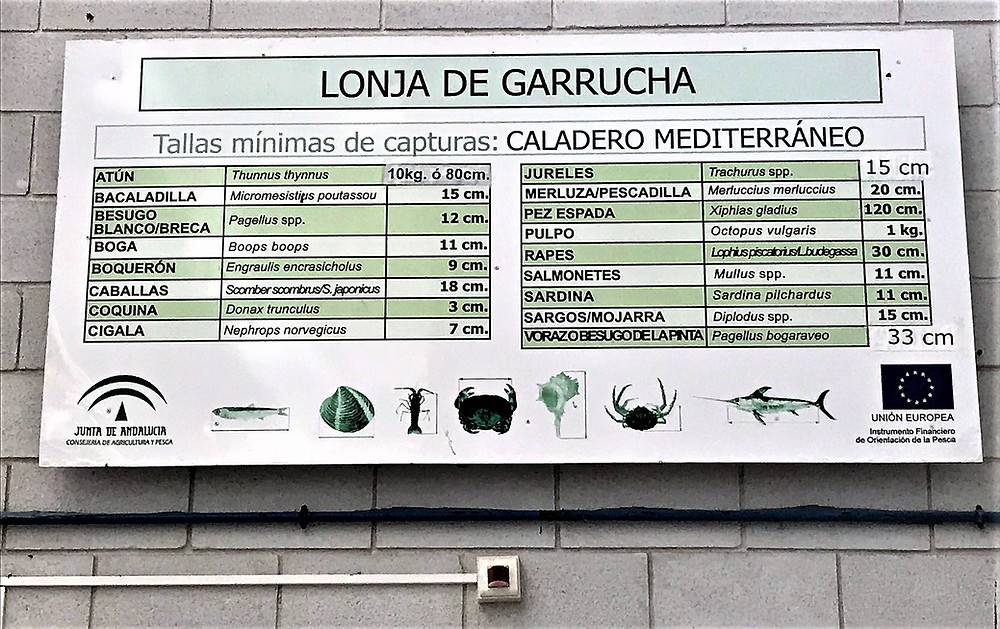 LONJA DE GARRUCHA
Tallas mínimas de capturas: CALADERO MEDITERRÁNEO
ATÚN Thunnus thynnus 10kg. ó 80cm.
BACALADILLA Micromesistius poutassou 15 cm.
BESUGO
BLANCO/BRECA Pagellus spp. 12 cm.
BOGA Boops boops 11 cm.
BOQUERÓN Engraulis encrasicholus 9 cm.
CABALLAS Scomber scombrus/S. japonicus 18 cm.
COQUINA Donax trunculus 3 cm.
CIGALA Nephrops norvegicus 7 cm.
JURELES Trachurus spp. 15 cm
MERLUZA/PESCADILLA Merluccius merluccius 20 cm.
PEZ ESPADA Xiphias gladius 120 cm.
PULPO Octopus vulgaris 1 kg.
RAPES Lophius piscatorius/L. budegassa 30 cm.
SALMONETES Mullus spp. 11 cm.
SARDINA Sardina pilchardus 11 cm.
SARGOS/MOJARRA Diplodus spp. 15 cm.
VORAZ O BESUGO DE LA PINTA Pagellus bogaraveo 33 cm
JUNTA DE ANDALUCIA
CONSEJERÍA DE AGRICULTURA Y PESCA
UNIÓN EUROPEA
Instrumento Financiero
de Orientación de la Pesca